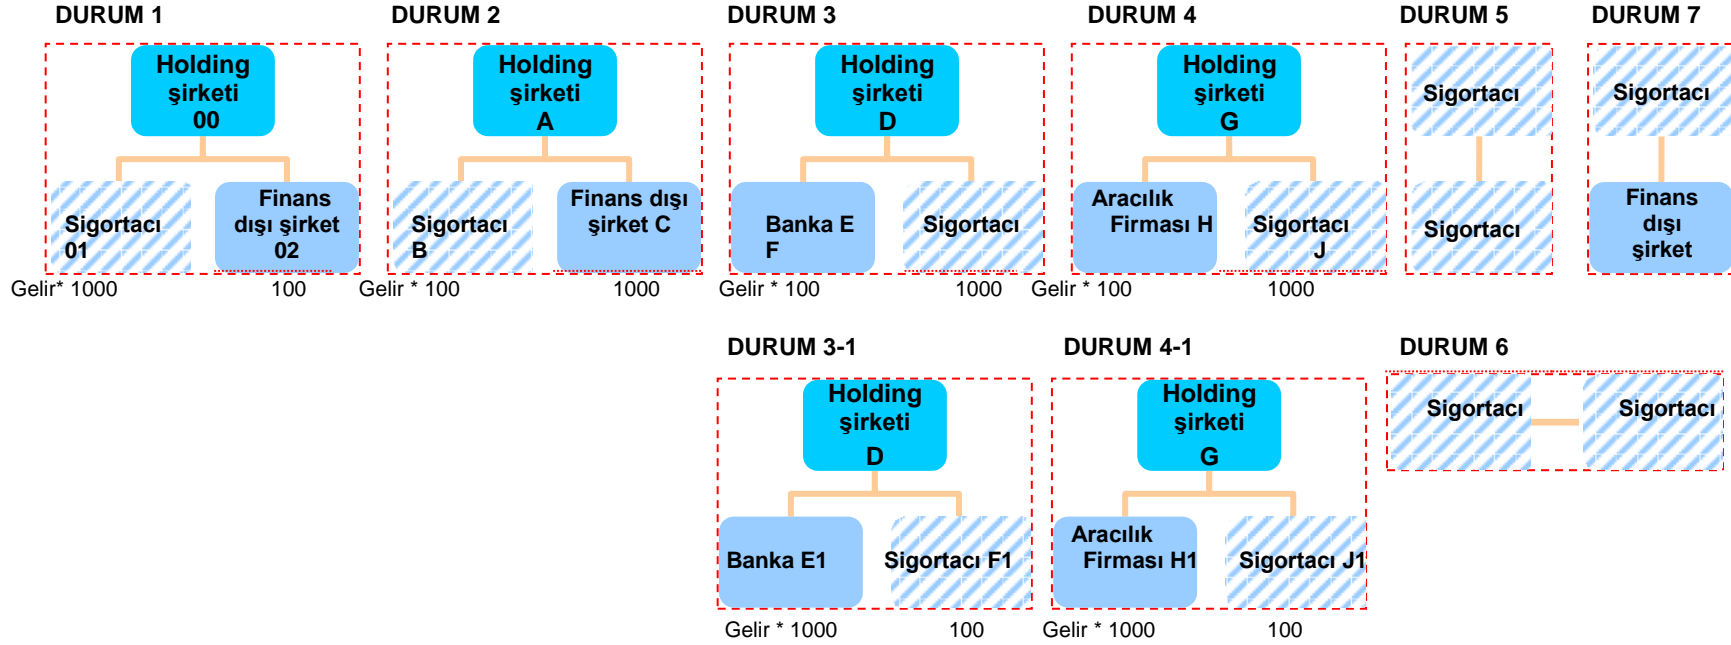 DURUM 1
DURUM 2
DURUM 3
DURUM 4
DURUM 5
DURUM 7
Holding
şirketi
00
Sigortacı
01
Finans
dışı şirket
02
Gelir* 1000
100
Holding
şirketi
A
Sigortacı
B
Finans dışı
şirket C
Gelir * 100
1000
Holding
şirketi
D
Banka E
F
Sigortacı
Gelir * 100
1000
Holding
şirketi
G
Aracılık
Firması H
Sigortacı
J
Gelir * 100
1000
Sigortacı
Sigortacı
Sigortacı
Finans
dışı
şirket
DURUM 3-1
DURUM 4-1
DURUM 6
Holding
şirketi
D
Banka E1
Sigortacı F1
Gelir * 1000
100
Holding
şirketi
G
Aracılık
Firması H1
Sigortacı J1
Gelir * 1000
100
Sigortacı
Sigortacı